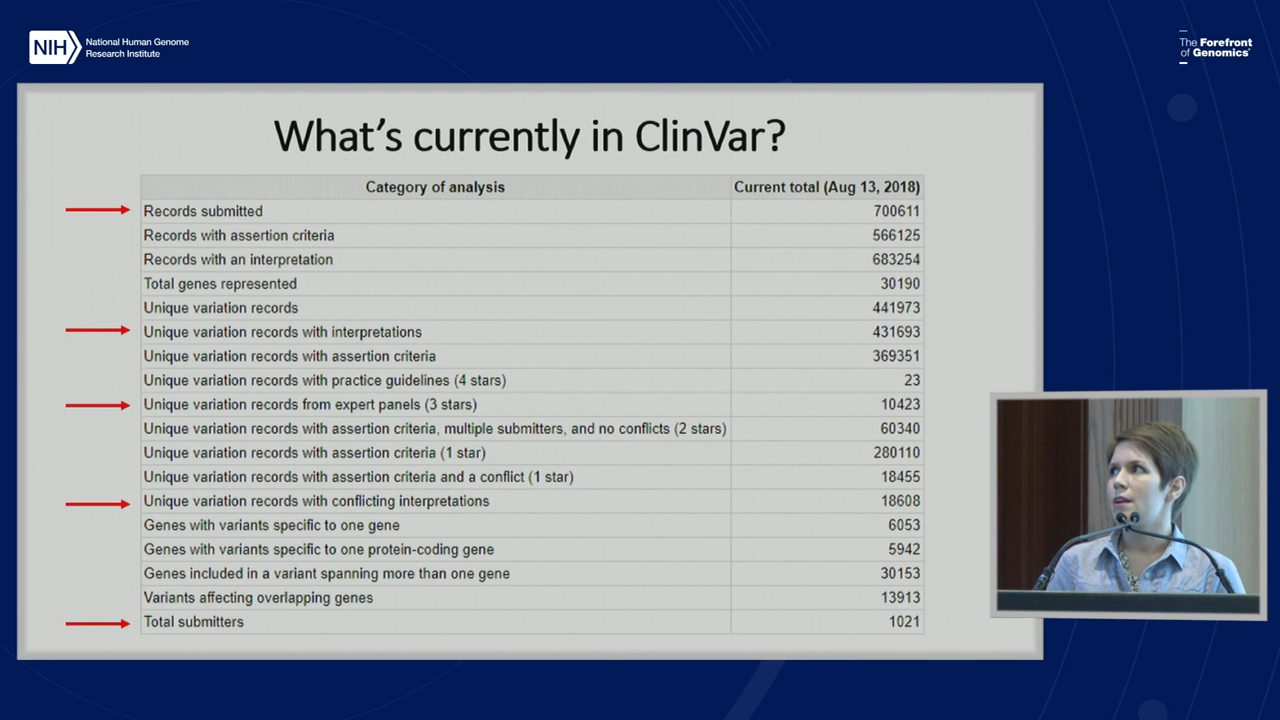 NIH National Human Genome
Research Institute
The Forefront
of Genomics®
What's currently in ClinVar?
Category of analysis Current total (Aug 13, 2018)
Records submitted 700611
Records with assertion criteria 566125
Records with an interpretation 683254
Total genes represented 30190
Unique variation records 441973
Unique variation records with interpretations 431693
Unique variation records with assertion criteria 369351
Unique variation records with practice guidelines (4 stars) 23
Unique variation records from expert panels (3 stars) 10423
Unique variation records with assertion criteria, multiple submitters, and no conflicts (2 stars) 60340
Unique variation records with assertion criteria (1 star) 280110
Unique variation records with assertion criteria and a conflict (1 star) 18455
Unique variation records with conflicting interpretations 18608
Genes with variants specific to one gene 6053
Genes with variants specific to one protein-coding gene 5942
Genes included in a variant spanning more than one gene 30153
Variants affecting overlapping genes 13913
Total submitters 1021